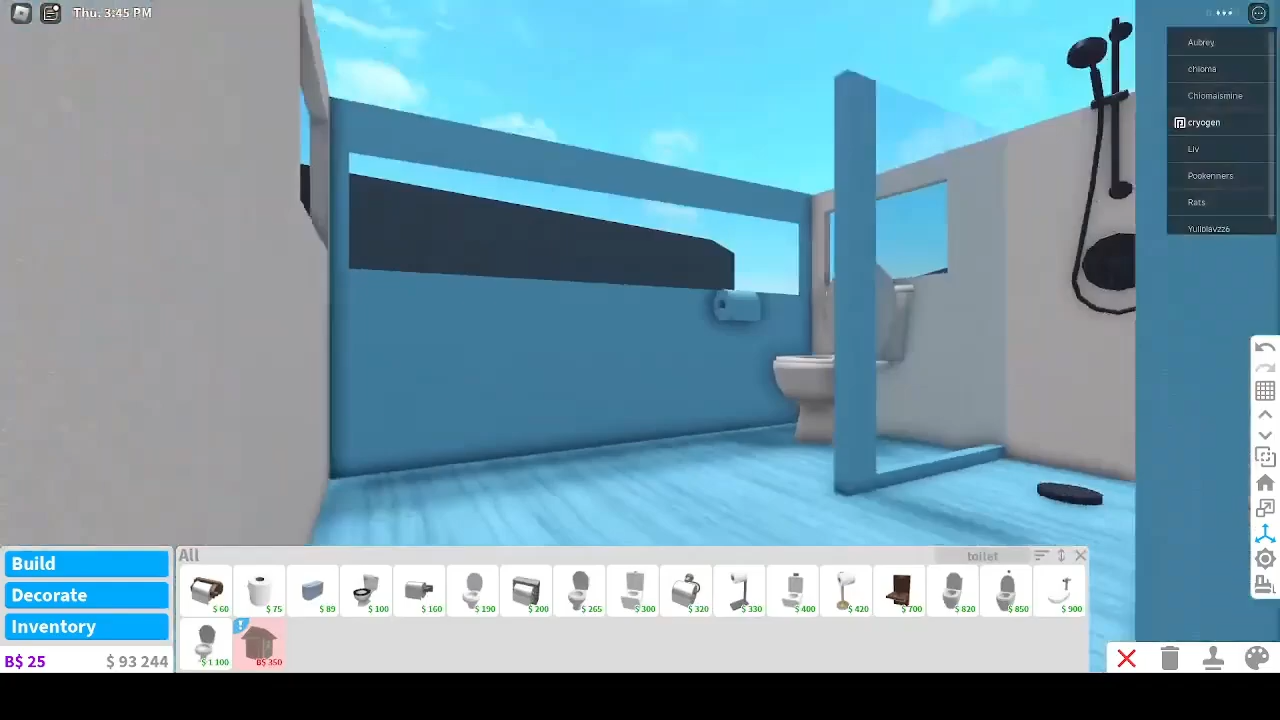 Thu. 3:45 PM
Aubrey
chioma
Chiomaismine
cryogen
Liv
Pookenners
Rats
Build
Decorate
Inventory
B$ 25
$ 93 244
All
toilet
$ 60
$ 75
$ 89
$ 100
$ 160
$ 190
$ 200
$ 265
$ 300
$ 320
$ 330
$ 400
$ 420
$ 700
$ 820
$ 850
$ 900
$ 1 100
B$ 350